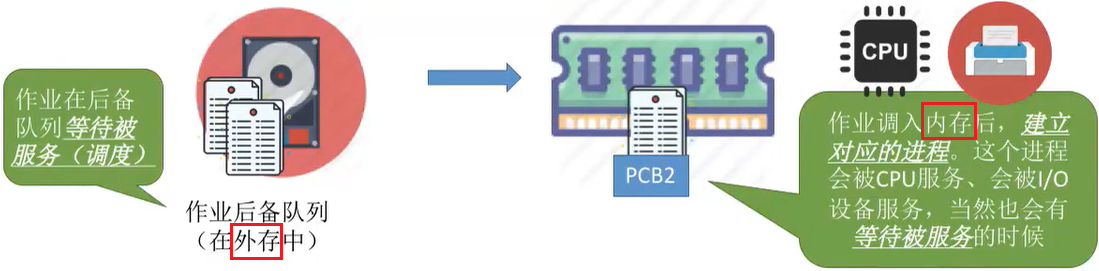 作业在后备
队列等待被
服务（调度）
作业后备队列
（在外存中）
PCB2
CPU
作业调入内存后，建立
对应的进程。这个进程
会被CPU服务、会被I/O
设备服务，当然也会有
等待被服务的时候